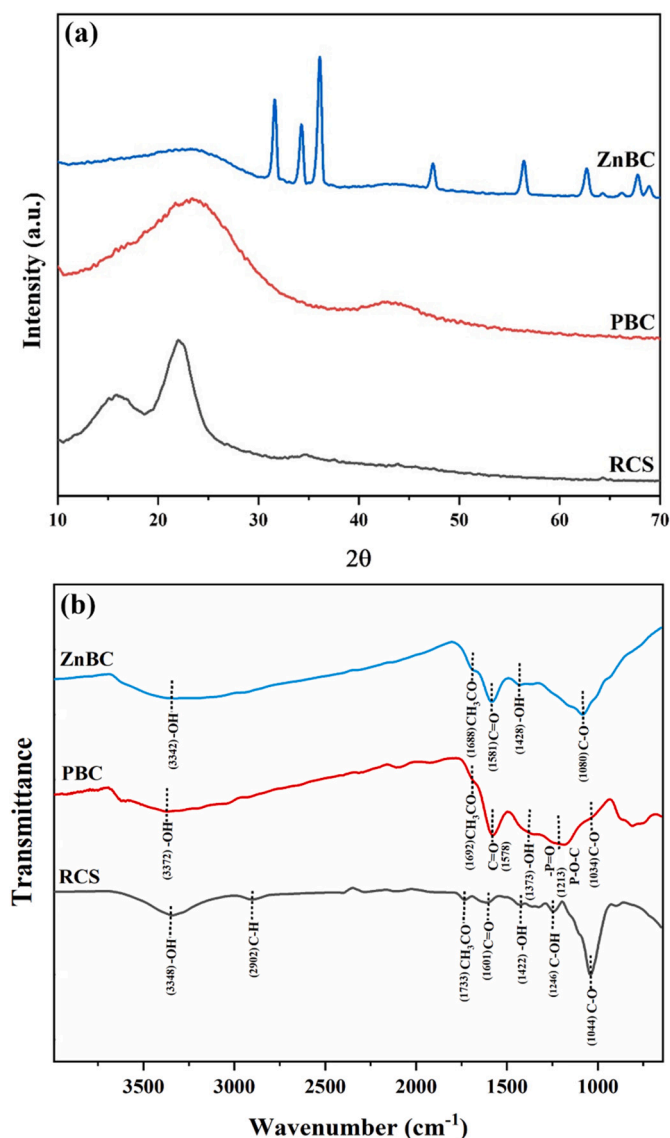 (a)
ZnBC
PBC
RCS
Intensity (a.u.)
10 20 30 40 50 60 70
2θ
(b)
ZnBC
(3342) -OH
(1688) CH₃CO
(1581) C=O
(1428) -OH
(1080) C-O
PBC
(3372) -OH
(1692) CH₃CO
C=O
(1578)
(1373) -OH
-P=O
(1213)
P-O-C
(1034) C-O
RCS
(3348) -OH
(2902) C-H
(1733) CH₃CO
(1601) C=O
(1422) -OH
(1246) C-OH
(1044) C-O
Transmittance
3500 3000 2500 2000 1500 1000
Wavenumber (cm⁻¹)